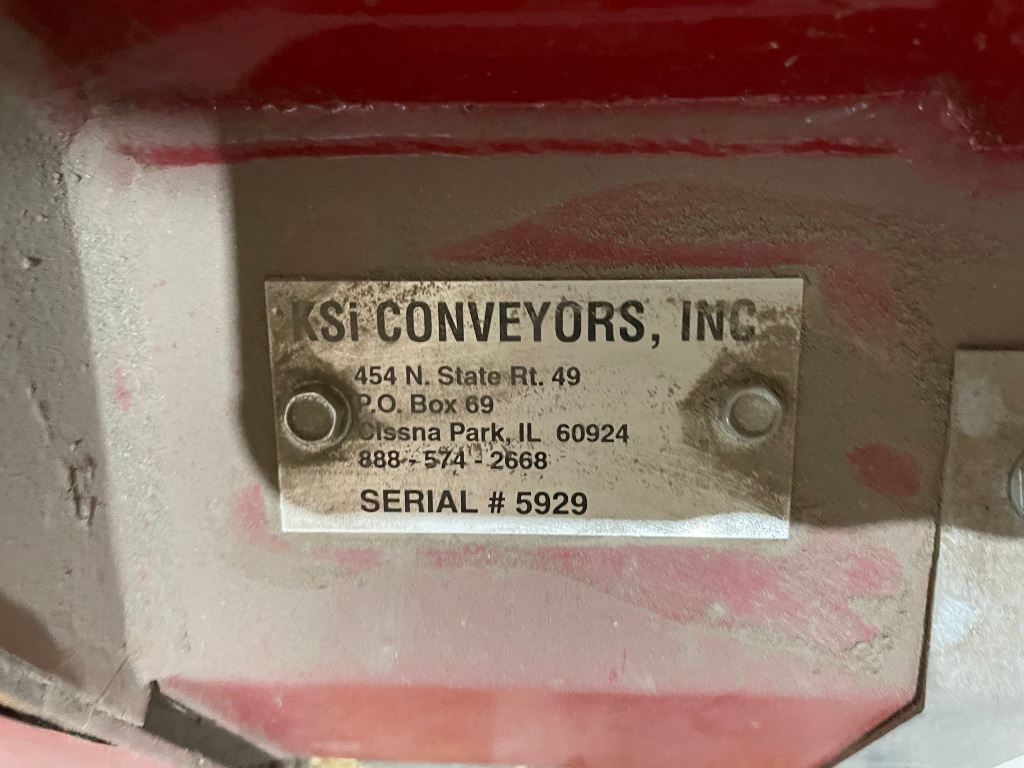 KSi CONVEYORS, INC.
454 N. State Rt. 49
P.O. Box 69
Cissna Park, IL 60924
888 - 574 - 2668
SERIAL # 5929